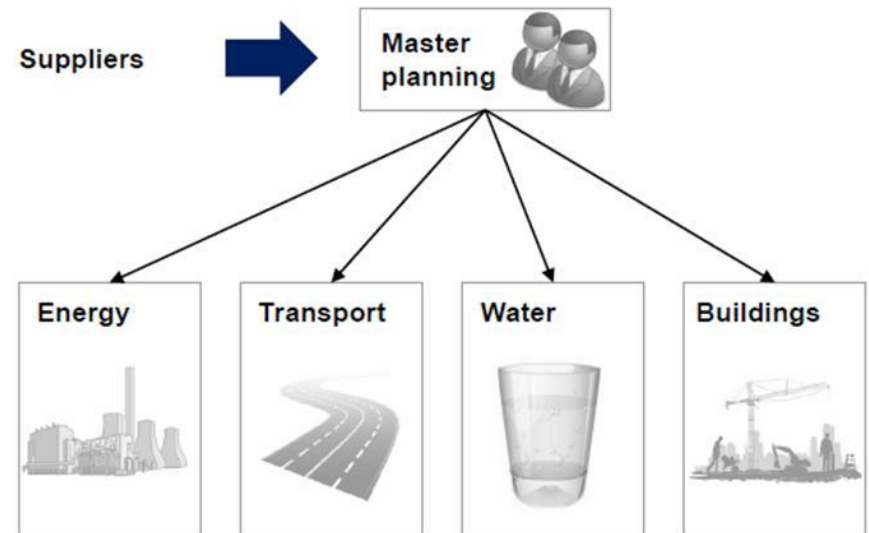 Suppliers
Master
planning
Energy
Transport
Water
Buildings